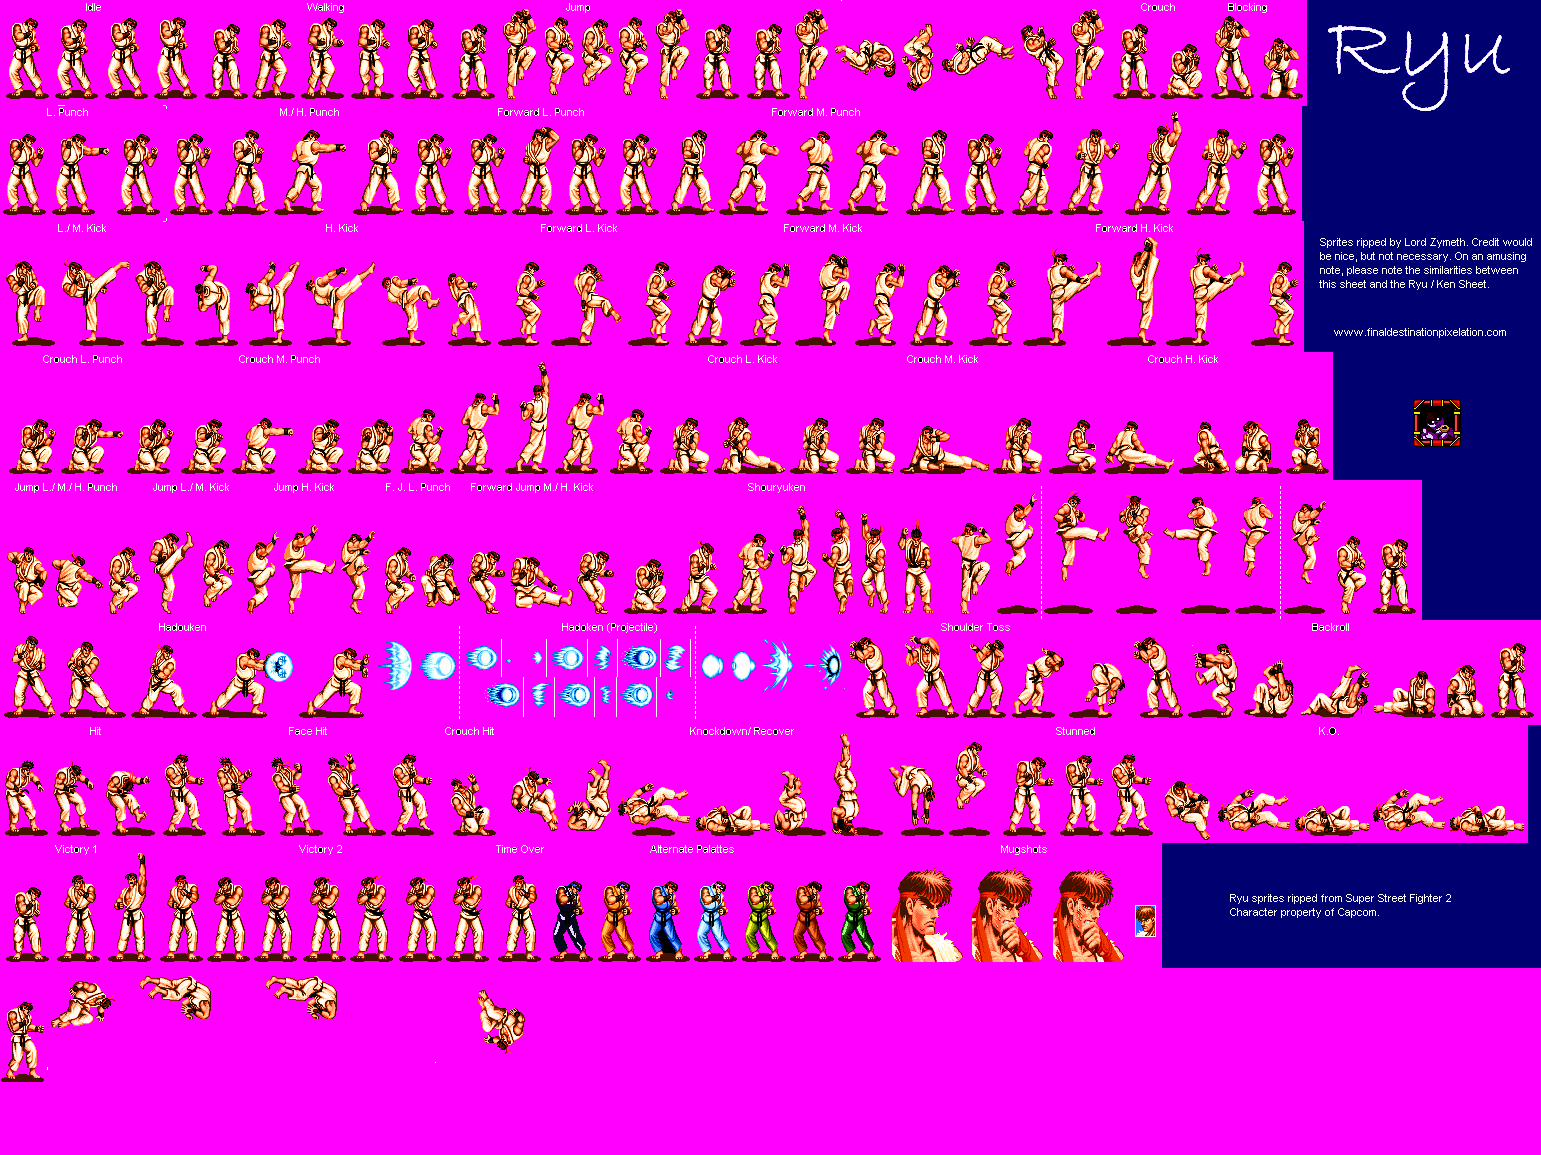 Idle
Walking
Jump
Crouch
Blocking
Ryu
L. Punch
M./ H. Punch
Forward L. Punch
Forward M. Punch
L./ M. Kick
H. Kick
Forward L. Kick
Forward M. Kick
Forward H. Kick
Sprites ripped by Lord Zymeth. Credit would
be nice, but not necessary. On an amusing
note, please note the similarities between
this sheet and the Ryu / Ken Sheet.
www.finaldestinationpixelation.com
Crouch L. Punch
Crouch M. Punch
Crouch L. Kick
Crouch M. Kick
Crouch H. Kick
Jump L./ M./ H. Punch
Jump L./ M. Kick
Jump H. Kick
F. J. L. Punch
Forward Jump M./ H. Kick
Shouryuken
Hadouken
Hadoken (Projectile)
Shoulder Toss
Backroll
Hit
Face Hit
Crouch Hit
Knockdown/ Recover
Stunned
K.O.
Victory 1
Victory 2
Time Over
Alternate Palattes
Mugshots
Ryu sprites ripped from Super Street Fighter 2
Character property of Capcom.